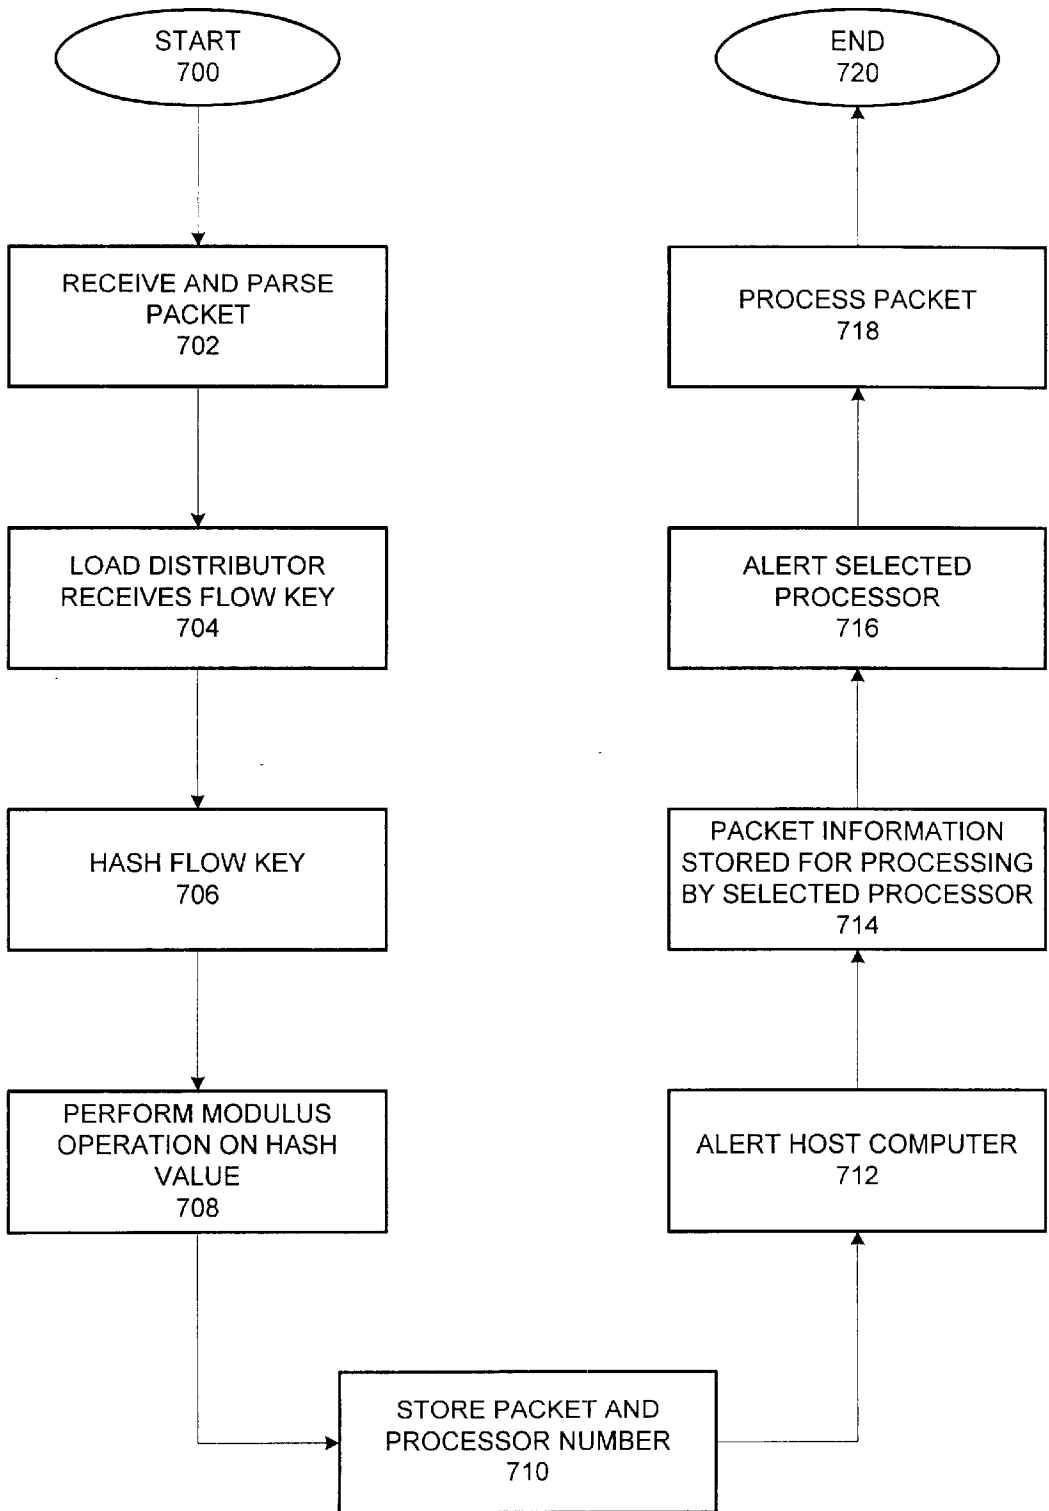 START
700
RECEIVE AND PARSE
PACKET
702
LOAD DISTRIBUTOR
RECEIVES FLOW KEY
704
HASH FLOW KEY
706
PERFORM MODULUS
OPERATION ON HASH
VALUE
708
STORE PACKET AND
PROCESSOR NUMBER
710
ALERT HOST COMPUTER
712
PACKET INFORMATION
STORED FOR PROCESSING
BY SELECTED PROCESSOR
714
ALERT SELECTED
PROCESSOR
716
PROCESS PACKET
718
END
720